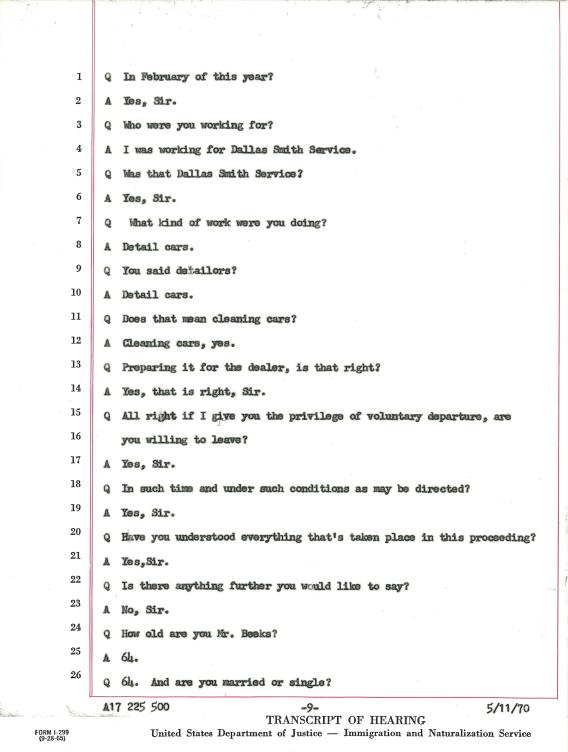 1 Q In February of this year?
2 A Yes, Sir.
3 Q Who were you working for?
4 A I was working for Dallas Smith Service.
5 Q Was that Dallas Smith Service?
6 A Yes, Sir.
7 Q What kind of work were you doing?
8 A Detail cars.
9 Q You said detailors?
10 A Detail cars.
11 Q Does that mean cleaning cars?
12 A Cleaning cars, yes.
13 Q Preparing it for the dealer, is that right?
14 A Yes, that is right, Sir.
15 Q All right if I give you the privilege of voluntary departure, are
16 you willing to leave?
17 A Yes, Sir.
18 Q In such time and under such conditions as may be directed?
19 A Yes, Sir.
20 Q Have you understood everything that's taken place in this proceeding?
21 A Yes,Sir.
22 Q Is there anything further you would like to say?
23 A No, Sir.
24 Q How old are you Mr. Beeks?
25 A 64.
26 Q 64. And are you married or single?
A17 225 500 -9- 5/11/70
TRANSCRIPT OF HEARING
FORM I-299
(9-28-65)
United States Department of Justice — Immigration and Naturalization Service